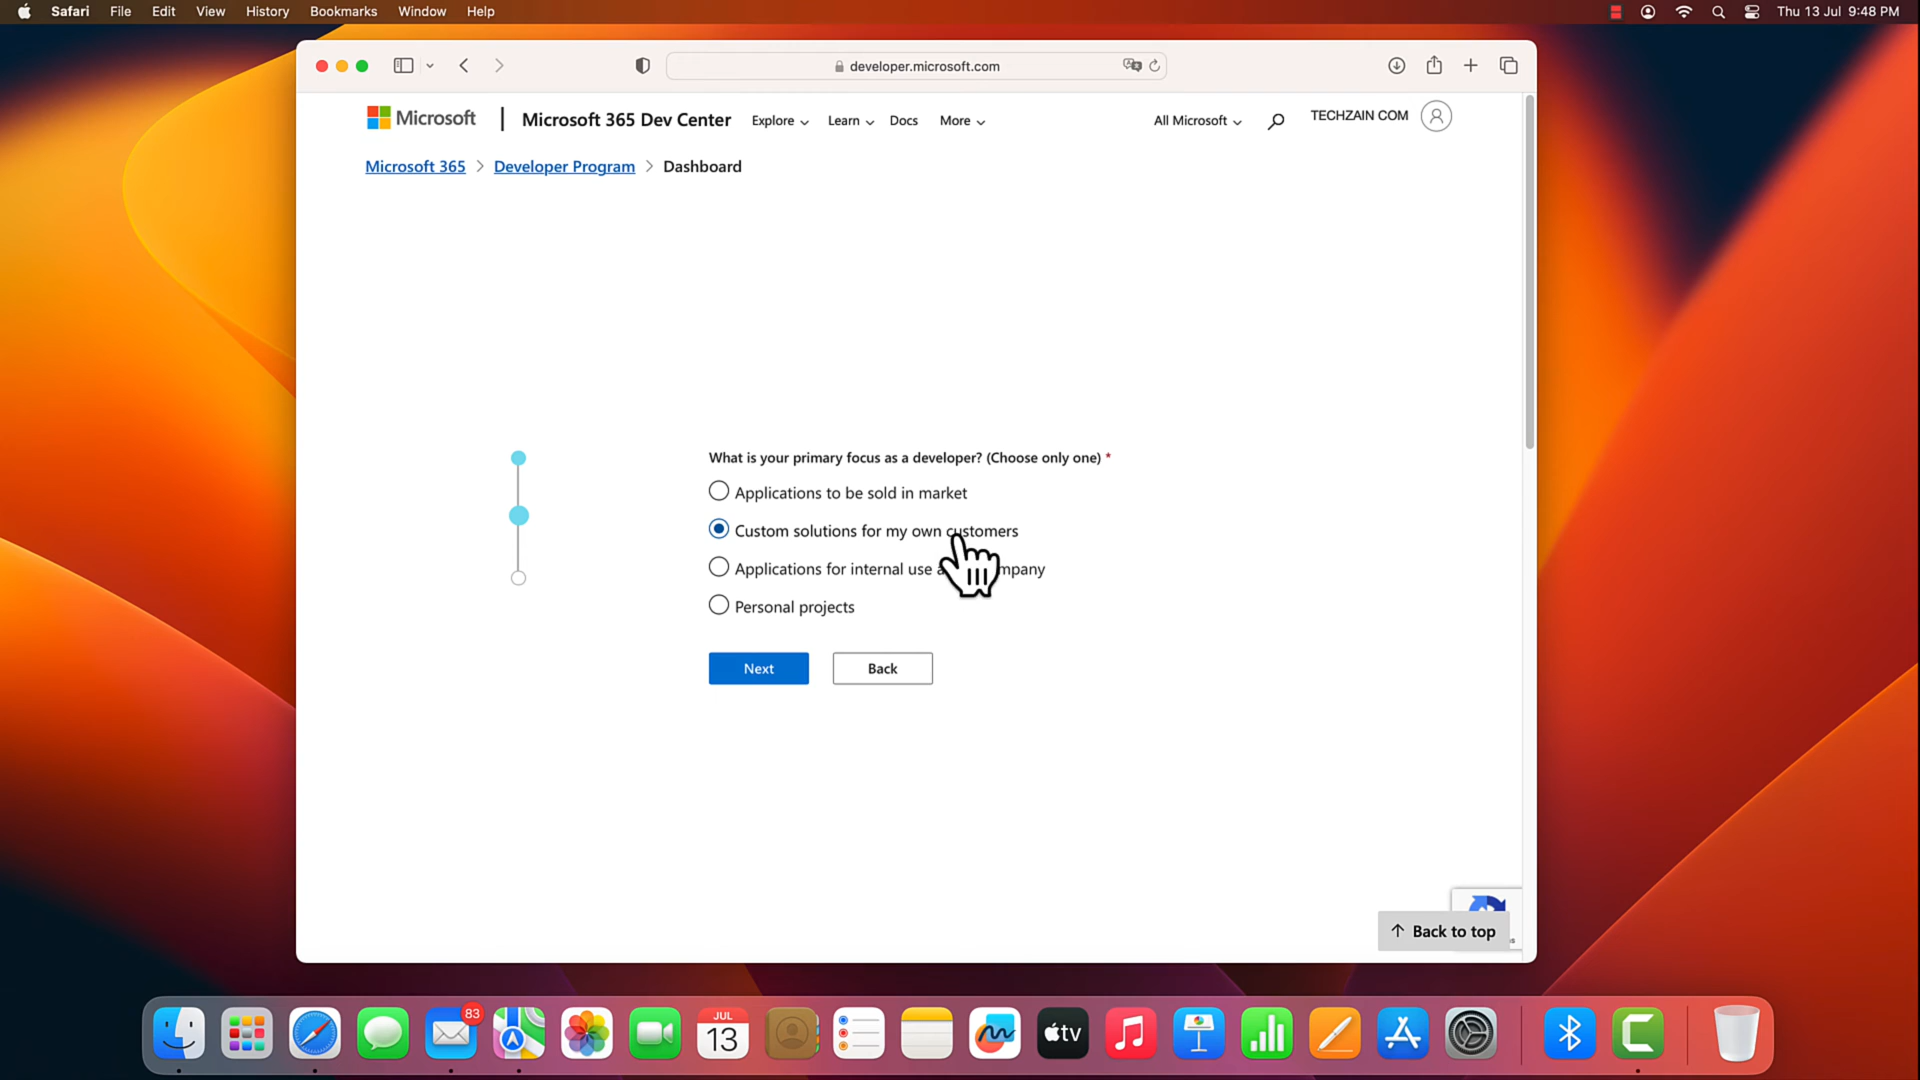 Safari File Edit View History Bookmarks Window Help Thu 13 Jul 9:48 PM
developer.microsoft.com
Microsoft | Microsoft 365 Dev Center Explore Learn Docs More All Microsoft TECHZAIN COM
Microsoft 365 > Developer Program > Dashboard
What is your primary focus as a developer? (Choose only one) *
Applications to be sold in market
Custom solutions for my own customers
Applications for internal use
Personal projects
Next Back
Back to top
83
JUL
13
tv